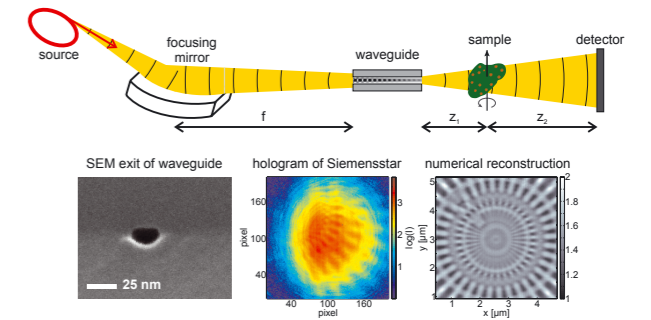 source
focusing
mirror
waveguide
sample
detector
f
z₁
z₂
SEM exit of waveguide
hologram of Siemensstar
numerical reconstruction
25 nm
pixel
160
100
40
40
100
160
pixel
3
2
1
log(I)
y [µm]
5
4
3
2
1
1
2
3
4
x [µm]
2
1.8
1.6
1.4
1.2
1